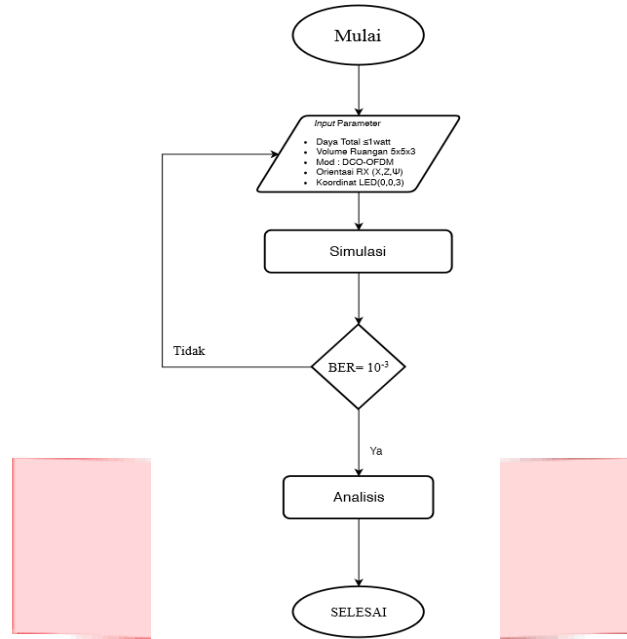 Mulai
Input Parameter
• Daya Total ≤1watt
• Volume Ruangan 5x5x3
• Mod : DCO-OFDM
• Orientasi RX (X,Z,Ψ)
• Koordinat LED(0,0,3)
Simulasi
Tidak
BER= 10⁻³
Ya
Analisis
SELESAI